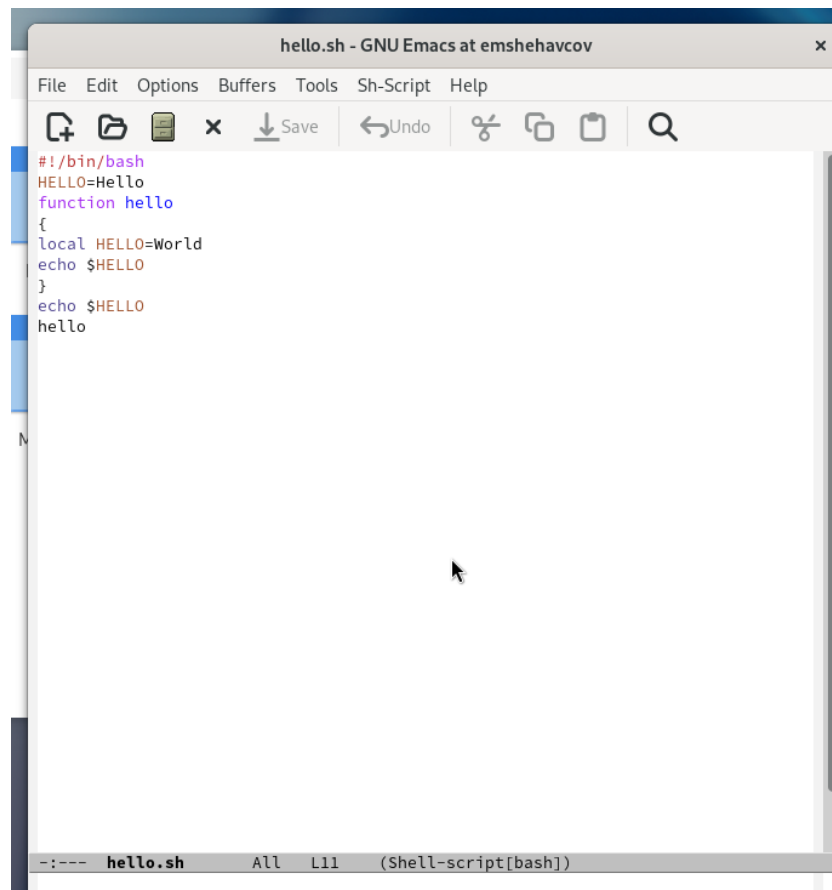 hello.sh - GNU Emacs at emshehavcov
File Edit Options Buffers Tools Sh-Script Help
Save Undo
#!/bin/bash
HELLO=Hello
function hello
{
local HELLO=World
echo $HELLO
}
echo $HELLO
hello
M
-:--- hello.sh All L11 (Shell-script[bash])